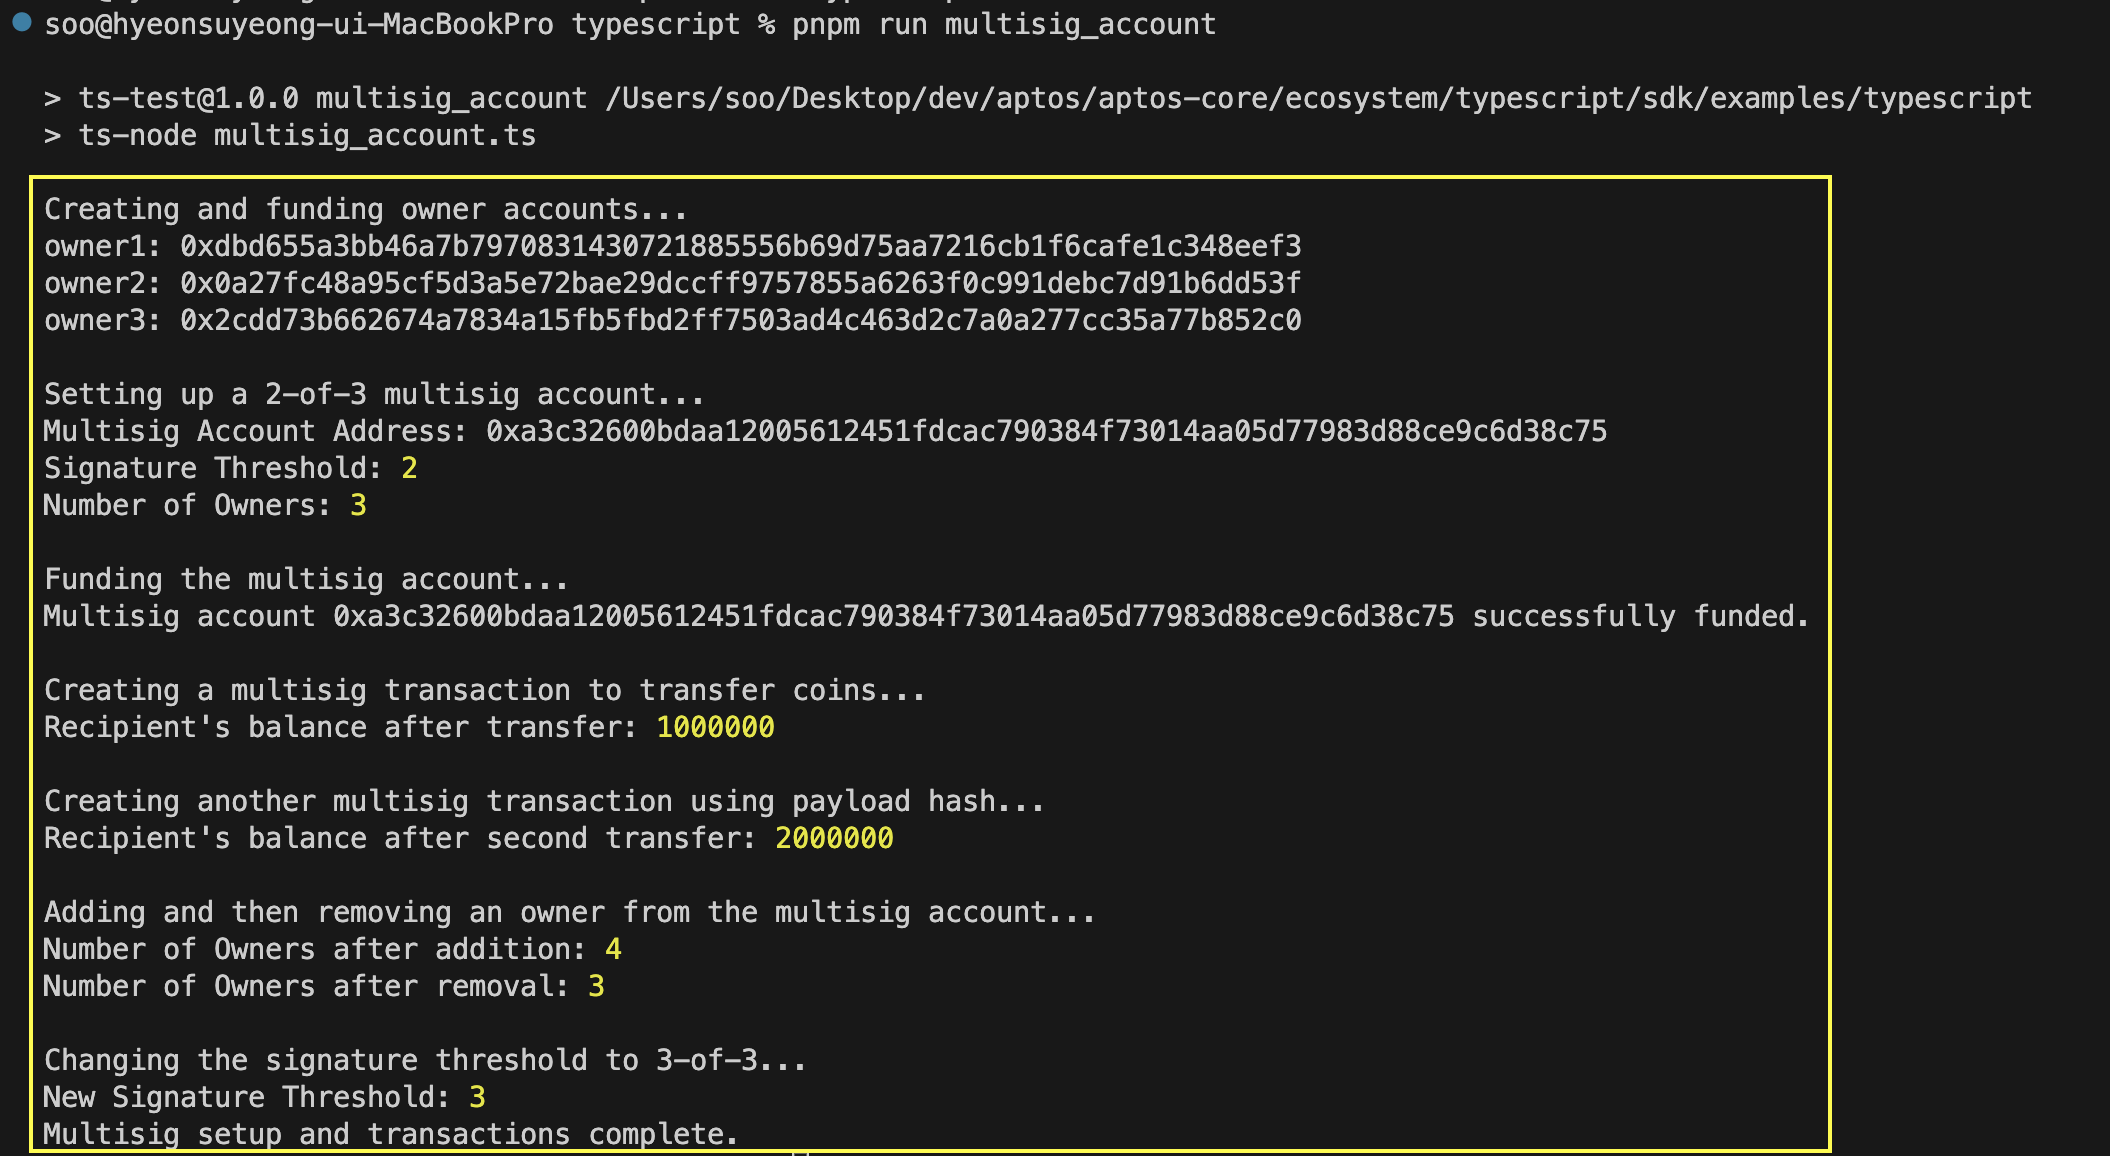 soo@hyeonsuyeong-ui-MacBookPro typescript % pnpm run multisig_account
> ts-test@1.0.0 multisig_account /Users/soo/Desktop/dev/aptos/aptos-core/ecosystem/typescript/sdk/examples/typescript
> ts-node multisig_account.ts
Creating and funding owner accounts...
owner1: 0xdbd655a3bb46a7b7970831430721885556b69d75aa7216cb1f6cafe1c348eef3
owner2: 0x0a27fc48a95cf5d3a5e72bae29dccff9757855a6263f0c991debc7d91b6dd53f
owner3: 0x2cdd73b662674a7834a15fb5fbd2ff7503ad4c463d2c7a0a277cc35a77b852c0
Setting up a 2-of-3 multisig account...
Multisig Account Address: 0xa3c32600bdaa12005612451fdcac790384f73014aa05d77983d88ce9c6d38c75
Signature Threshold: 2
Number of Owners: 3
Funding the multisig account...
Multisig account 0xa3c32600bdaa12005612451fdcac790384f73014aa05d77983d88ce9c6d38c75 successfully funded.
Creating a multisig transaction to transfer coins...
Recipient's balance after transfer: 1000000
Creating another multisig transaction using payload hash...
Recipient's balance after second transfer: 2000000
Adding and then removing an owner from the multisig account...
Number of Owners after addition: 4
Number of Owners after removal: 3
Changing the signature threshold to 3-of-3...
New Signature Threshold: 3
Multisig setup and transactions complete.